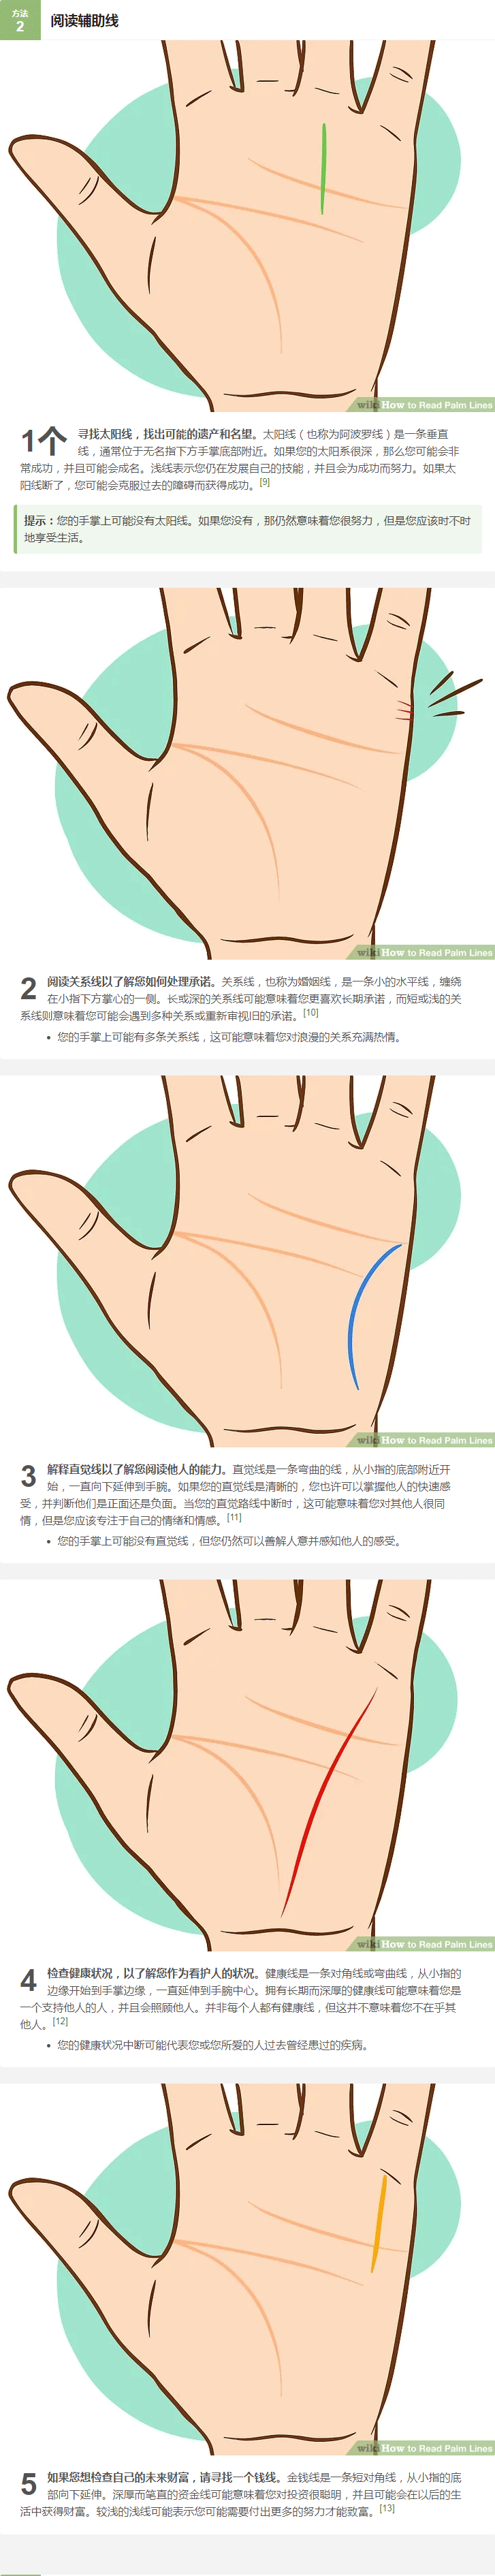 方法
2
阅读辅助线
wikiHow to Read Palm Lines
1个 寻找太阳线，找出可能的遗产和名望。太阳线（也称为阿波罗线）是一条垂直
线，通常位于无名指下方手掌底部附近。如果您的太阳系很深，那么您可能会非
常成功，并且可能会成名。浅线表示您仍在发展自己的技能，并且会为成功而努力。如果太
阳线断了，您可能会克服过去的障碍而获得成功。[9]
提示：您的手掌上可能没有太阳线。如果您没有，那仍然意味着您很努力，但是您应该时不时
地享受生活。
wikiHow to Read Palm Lines
2 阅读关系线以了解您如何处理承诺。关系线，也称为婚姻线，是一条小的水平线，缠绕
在小指下方掌心的一侧。长或深的关系线可能意味着您更喜欢长期承诺，而短或浅的关
系线则意味着您可能会遇到多种关系或重新审视旧的承诺。[10]
• 您的手掌上可能有多条关系线，这可能意味着您对浪漫的关系充满热情。
wikiHow to Read Palm Lines
3 解释直觉线以了解您阅读他人的能力。直觉线是一条弯曲的线，从小指的底部附近开
始，一直向下延伸到手腕。如果您的直觉线是清晰的，您也许可以掌握他人的快速感
受，并判断他们是正面还是负面。当您的直觉路线中断时，这可能意味着您对其他人很同
情，但是您应该专注于自己的情绪和情感。[11]
• 您的手掌上可能没有直觉线，但您仍然可以善解人意并感知他人的感受。
wikiHow to Read Palm Lines
4 检查健康状况，以了解您作为看护人的状况。健康线是一条对角线或弯曲线，从小指的
边缘开始到手掌边缘，一直延伸到手腕中心。拥有长期而深厚的健康线可能意味着您是
一个支持他人的人，并且会照顾他人。并非每个人都有健康线，但这并不意味着您不在乎其
他人。[12]
• 您的健康状况中断可能代表您或您所爱的人过去曾经患过的疾病。
wikiHow to Read Palm Lines
5 如果您想检查自己的未来财富，请寻找一个钱线。金钱线是一条短对角线，从小指的底
部向下延伸。深厚而笔直的资金线可能意味着您对投资很聪明，并且可能会在以后的生
活中获得财富。较浅的浅线可能表示您可能需要付出更多的努力才能致富。[13]